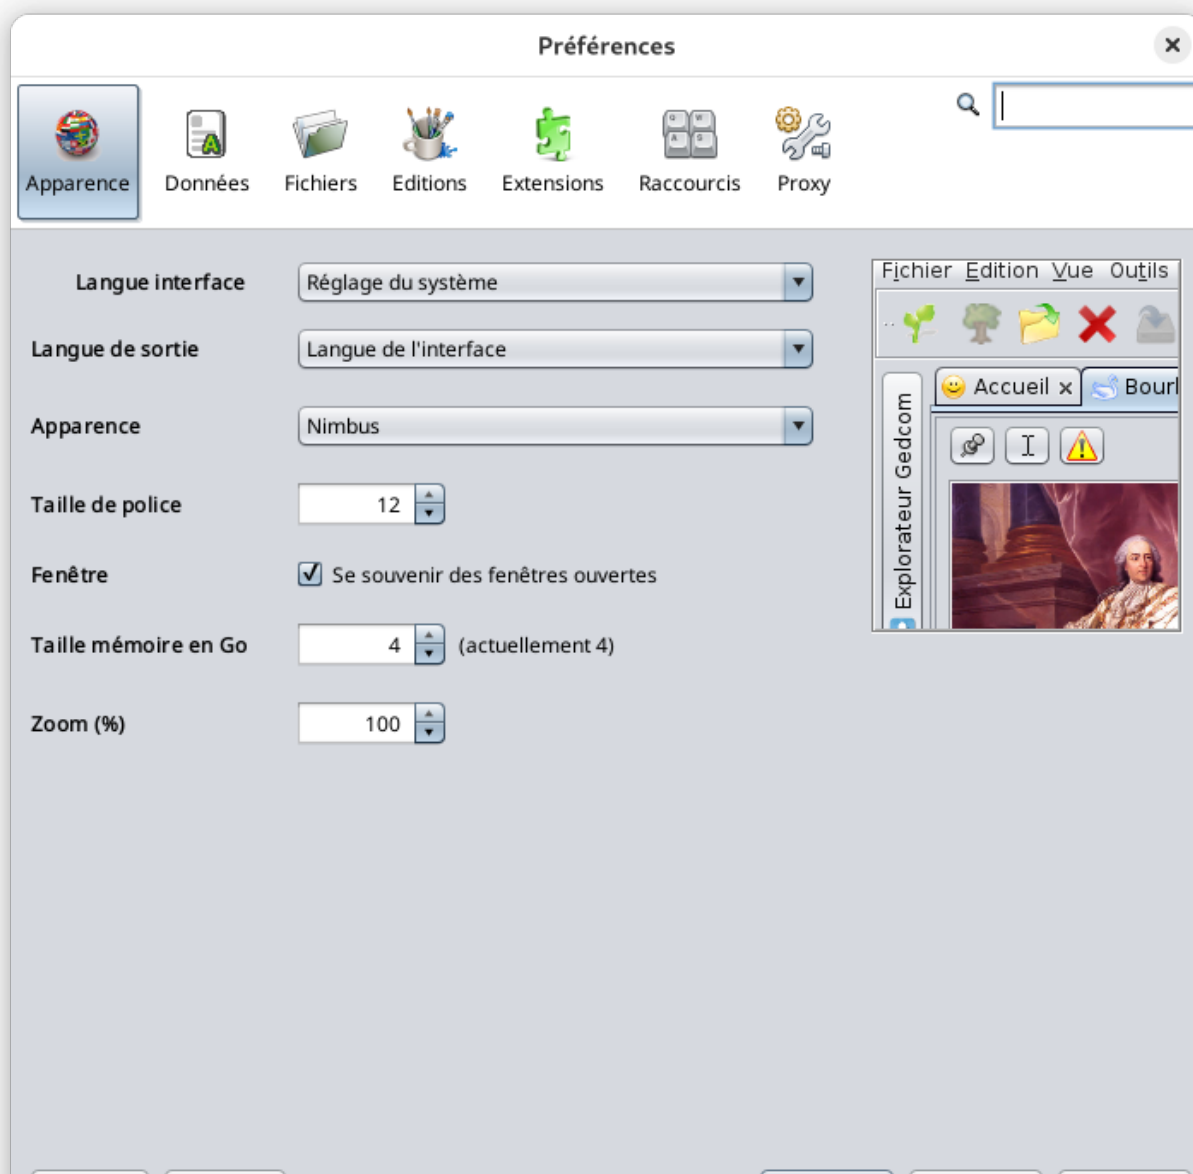 Préférences
Apparence
Données
Fichiers
Editions
Extensions
Raccourcis
Proxy
Langue interface
Réglage du système
Langue de sortie
Langue de l'interface
Apparence
Nimbus
Taille de police
12
Fenêtre
Se souvenir des fenêtres ouvertes
Taille mémoire en Go
4
(actuellement 4)
Zoom (%)
100
Fichier Edition Vue Outils
Accueil
Explorateur Gedcom